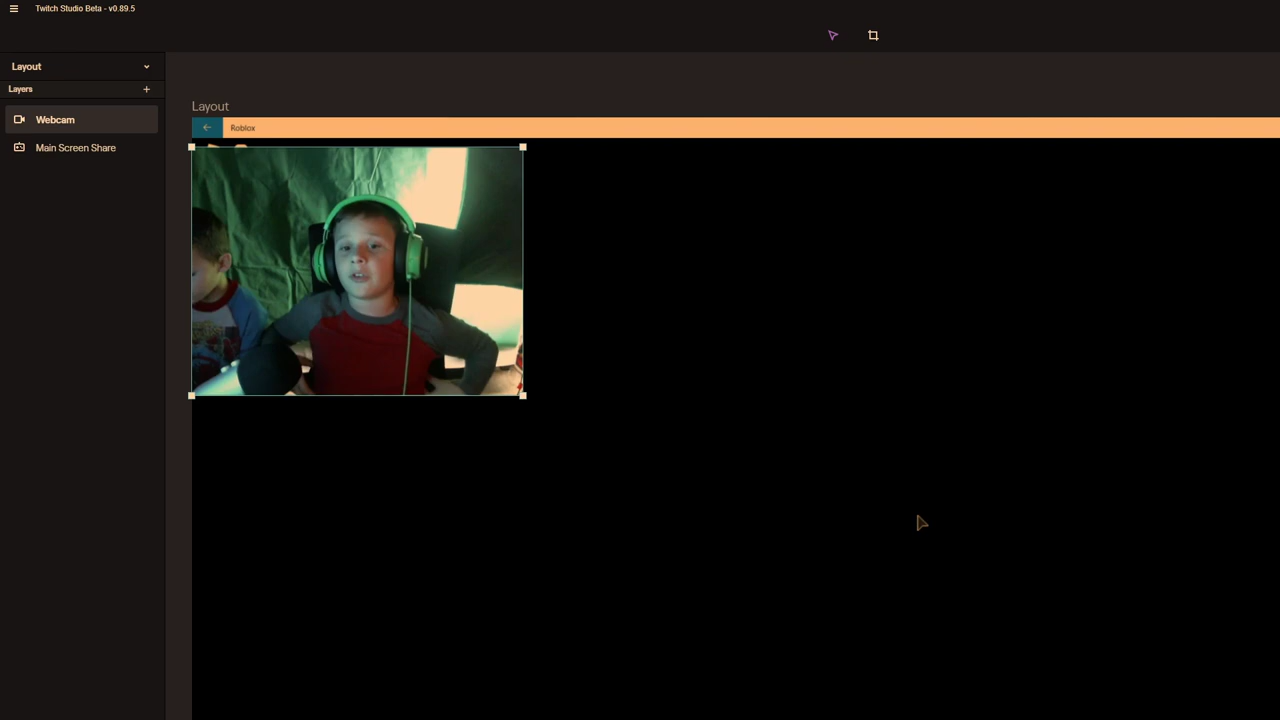 Twitch Studio Beta - v0.89.5
Layout
Layers
Webcam
Main Screen Share
Layout
Roblox